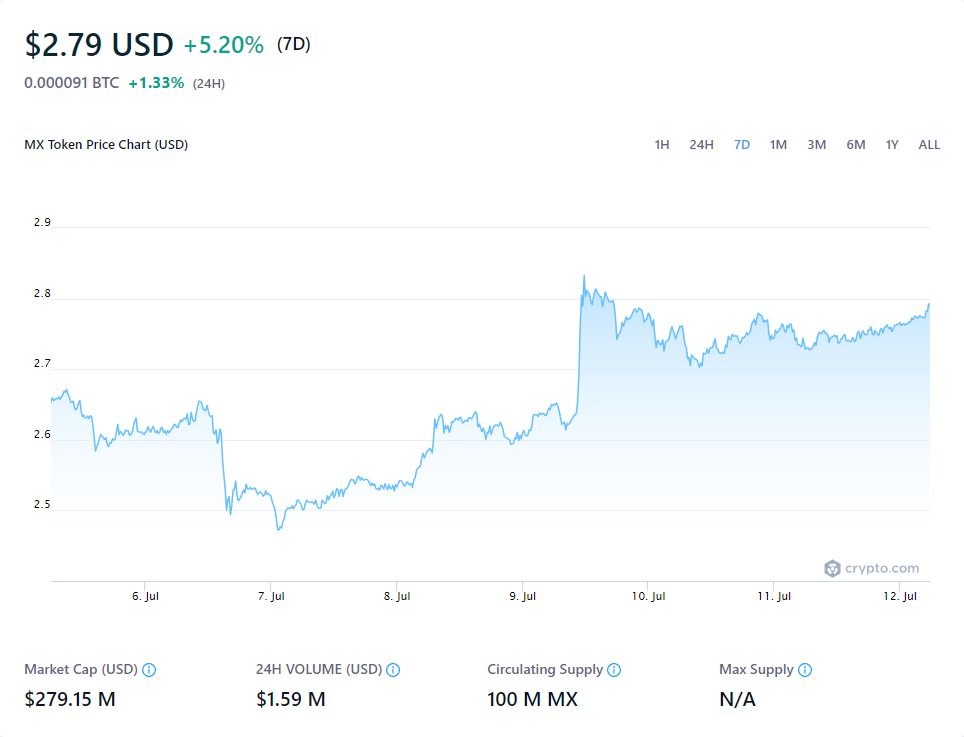 $2.79 USD +5.20% (7D)
0.000091 BTC +1.33% (24H)
MX Token Price Chart (USD) 1H 24H 7D 1M 3M 6M 1Y ALL
2.9
2.8
2.7
2.6
2.5
crypto.com
6. Jul 7. Jul 8. Jul 9. Jul 10. Jul 11. Jul 12. Jul
Market Cap (USD) 24H VOLUME (USD) Circulating Supply Max Supply
$279.15 M $1.59 M 100 M MX N/A